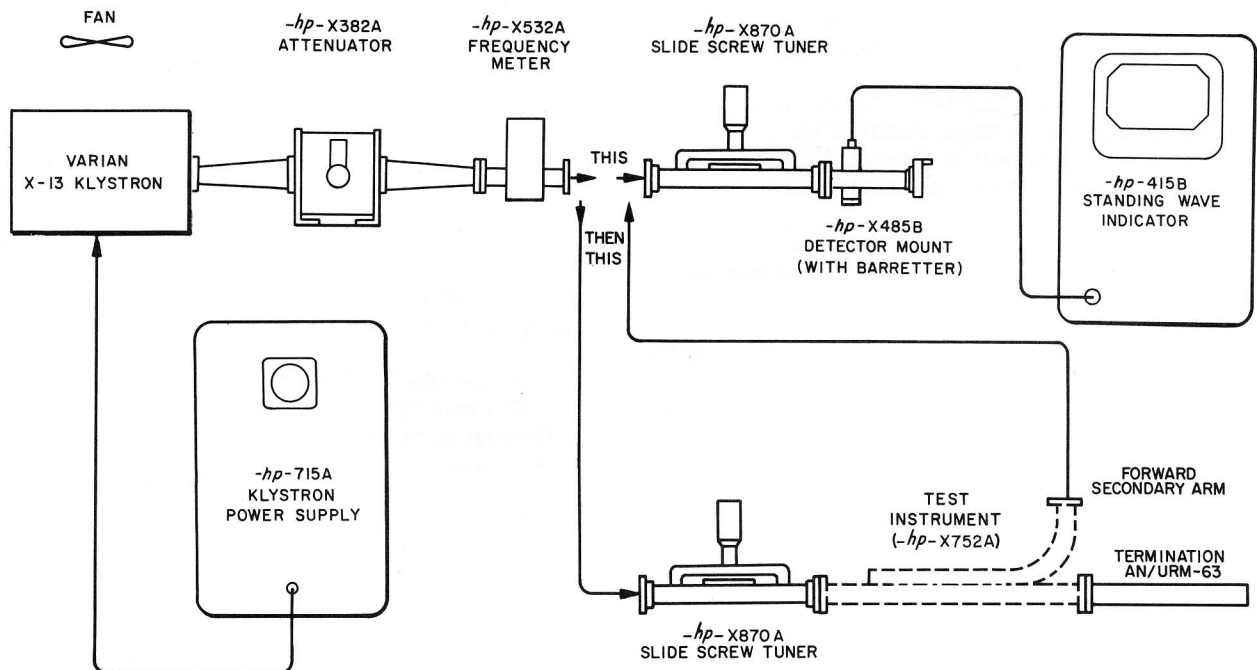 FAN
-hp-X382A
ATTENUATOR
-hp-X532A
FREQUENCY
METER
-hp-X870A
SLIDE SCREW TUNER
VARIAN
X-13 KLYSTRON
THIS
THEN
THIS
-hp-X485B
DETECTOR MOUNT
(WITH BARRETTER)
-hp-415B
STANDING WAVE
INDICATOR
-hp-715A
KLYSTRON
POWER SUPPLY
TEST
INSTRUMENT
(-hp-X752A)
FORWARD
SECONDARY ARM
TERMINATION
AN/URM-63
-hp-X870A
SLIDE SCREW TUNER